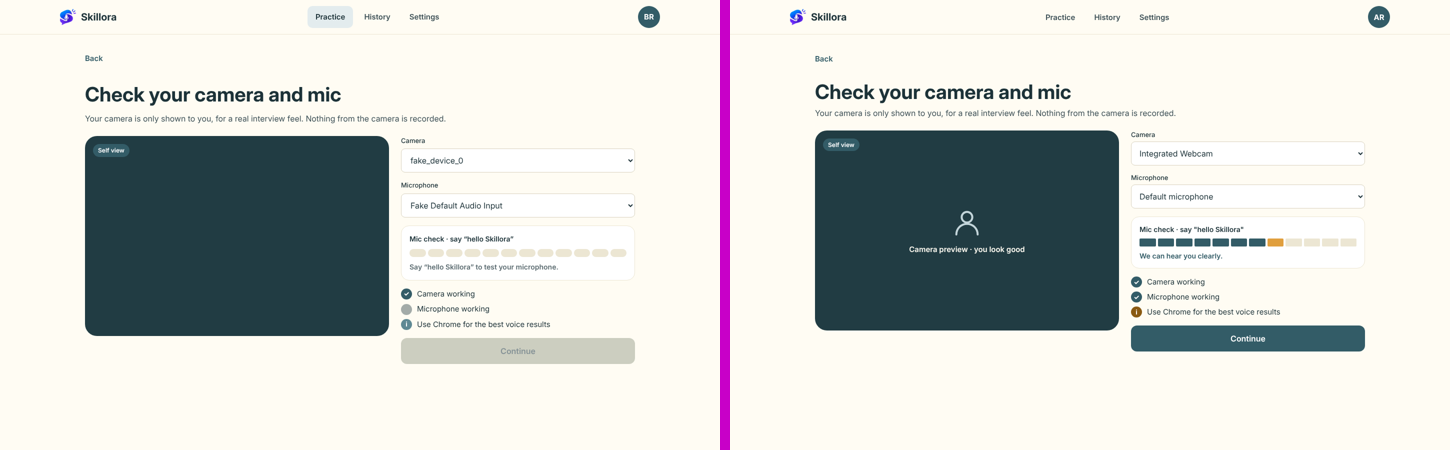 Skillora
Practice History Settings
BR
Back
Check your camera and mic
Your camera is only shown to you, for a real interview feel. Nothing from the camera is recorded.
Self view
Camera
fake_device_0
Microphone
Fake Default Audio Input
Mic check · say “hello Skillora”
Say “hello Skillora” to test your microphone.
Camera working
Microphone working
i Use Chrome for the best voice results
Continue
Skillora
Practice History Settings
AR
Back
Check your camera and mic
Your camera is only shown to you, for a real interview feel. Nothing from the camera is recorded.
Self view
Camera preview · you look good
Camera
Integrated Webcam
Microphone
Default microphone
Mic check · say “hello Skillora”
We can hear you clearly.
Camera working
Microphone working
i Use Chrome for the best voice results
Continue